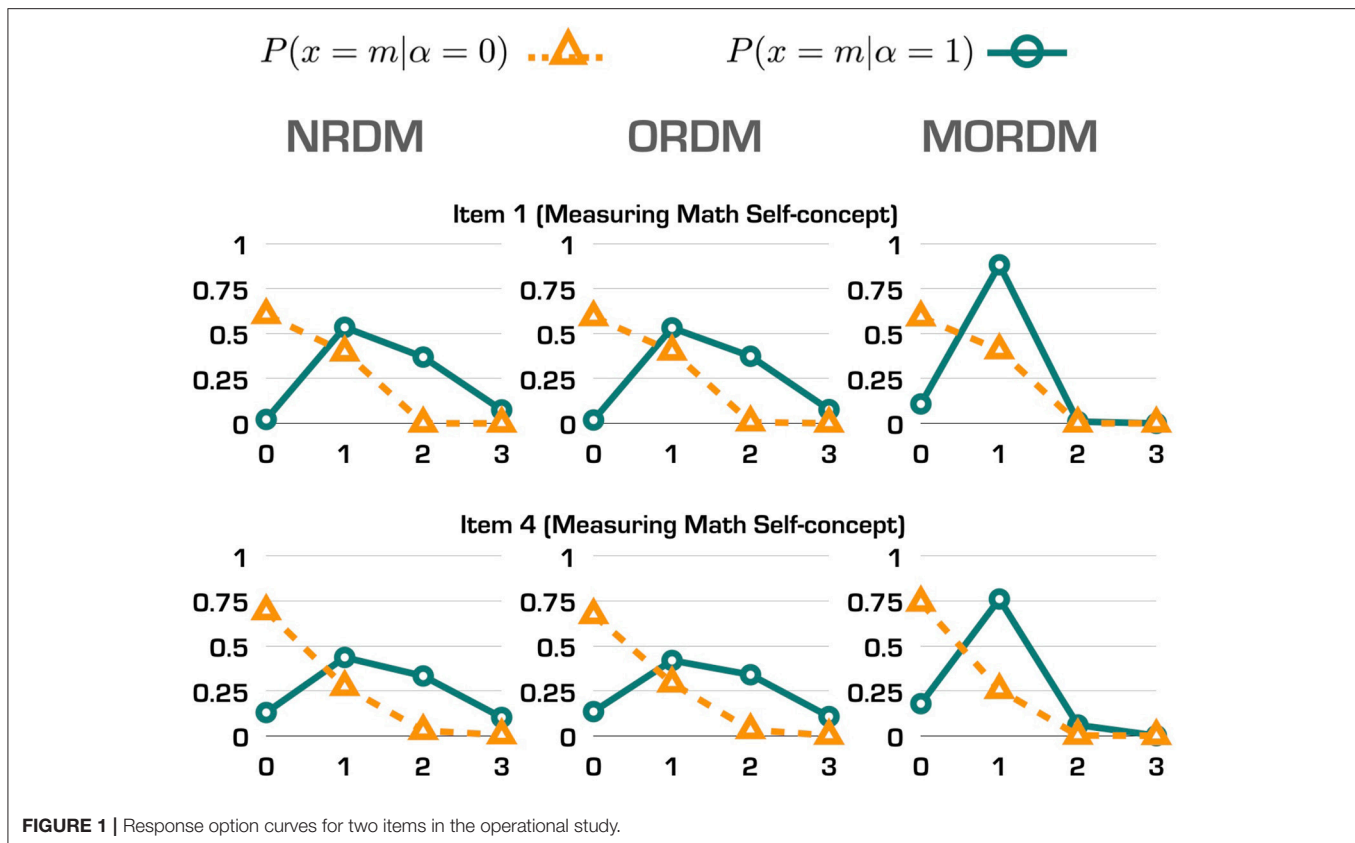 P(x = m|α = 0) P(x = m|α = 1)
NRDM ORDM MORDM
Item 1 (Measuring Math Self-concept)
1 1 1
0.75 0.75 0.75
0.5 0.5 0.5
0.25 0.25 0.25
0 0 0
0 1 2 3 0 1 2 3 0 1 2 3
Item 4 (Measuring Math Self-concept)
1 1 1
0.75 0.75 0.75
0.5 0.5 0.5
0.25 0.25 0.25
0 0 0
0 1 2 3 0 1 2 3 0 1 2 3
FIGURE 1 | Response option curves for two items in the operational study.